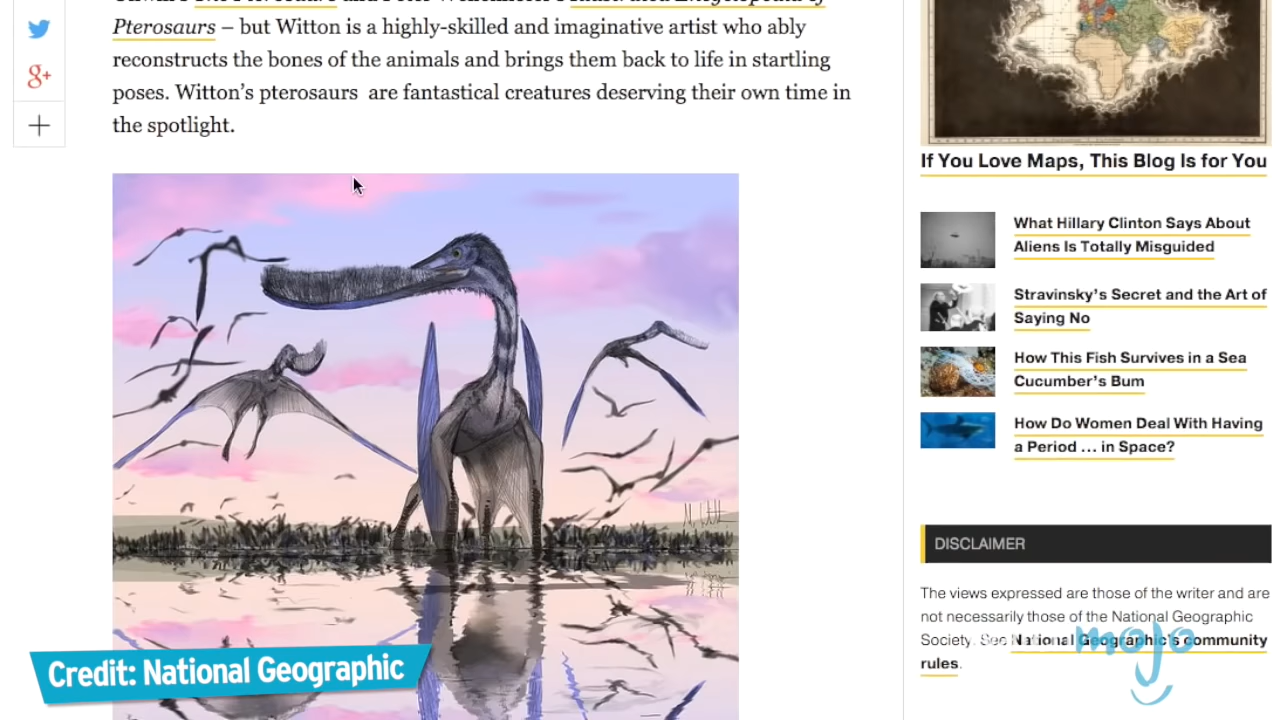 Pterosaurs – but Witton is a highly-skilled and imaginative artist who ably
reconstructs the bones of the animals and brings them back to life in startling
poses. Witton’s pterosaurs are fantastical creatures deserving their own time in
the spotlight.
If You Love Maps, This Blog Is for You
What Hillary Clinton Says About
Aliens Is Totally Misguided
Stravinsky’s Secret and the Art of
Saying No
How This Fish Survives in a Sea
Cucumber’s Bum
How Do Women Deal With Having
a Period … in Space?
DISCLAIMER
The views expressed are those of the writer and are
not necessarily those of the National Geographic
Society. See National Geographic’s community
rules.
Credit: National Geographic
mojo